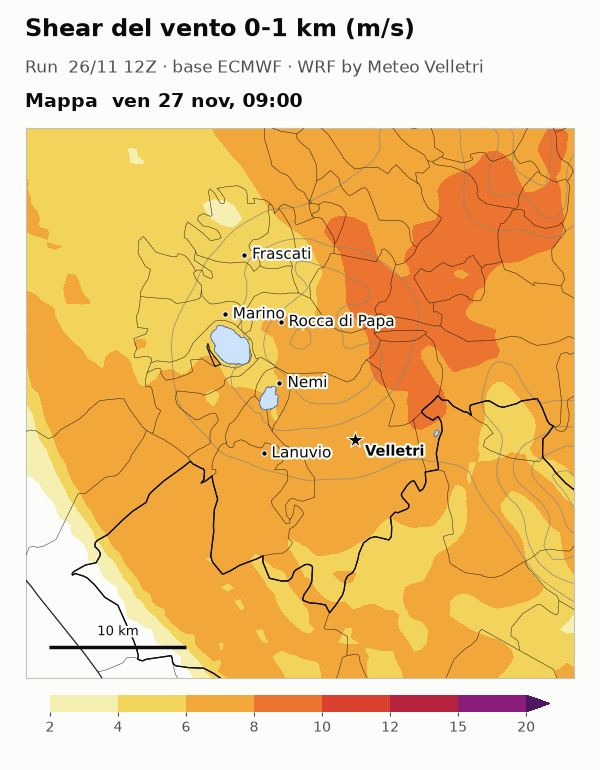 Shear del vento 0-1 km (m/s)
Run  26/11 12Z · base ECMWF · WRF by Meteo Velletri
Mappa  ven 27 nov, 09:00
Frascati
Marino
Rocca di Papa
Nemi
Velletri
Lanuvio
10 km
2 4 6 8 10 12 15 20